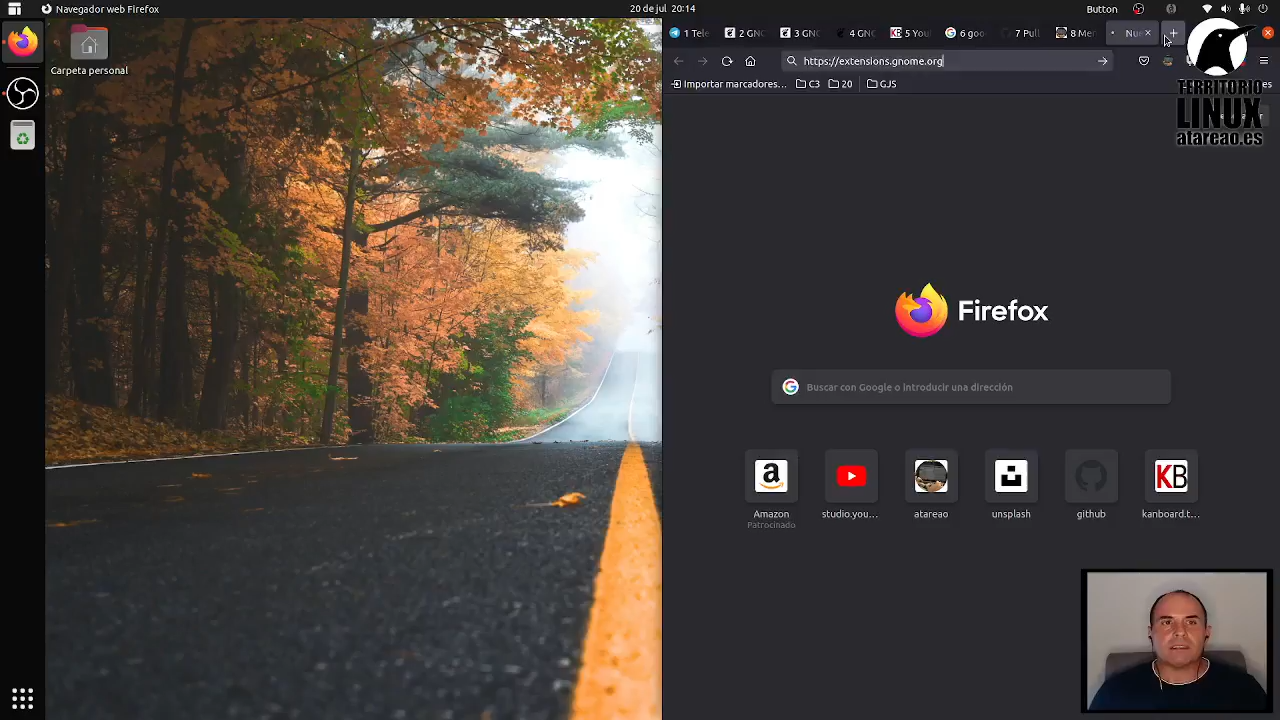 Navegador web Firefox
20 de jul 20:14
Button
Carpeta personal
1 Tele
2 GNC
3 GNC
4 GNC
5 You
6 goo
7 Pull
8 Mer
Nue
https://extensions.gnome.org
Importar marcadores...
C3
20
GJS
es
TERRITORIO
LINUX
atareao.es
Firefox
Buscar con Google o introducir una dirección
Amazon
Patrocinado
studio.you...
atareao
unsplash
github
kanboard.t...